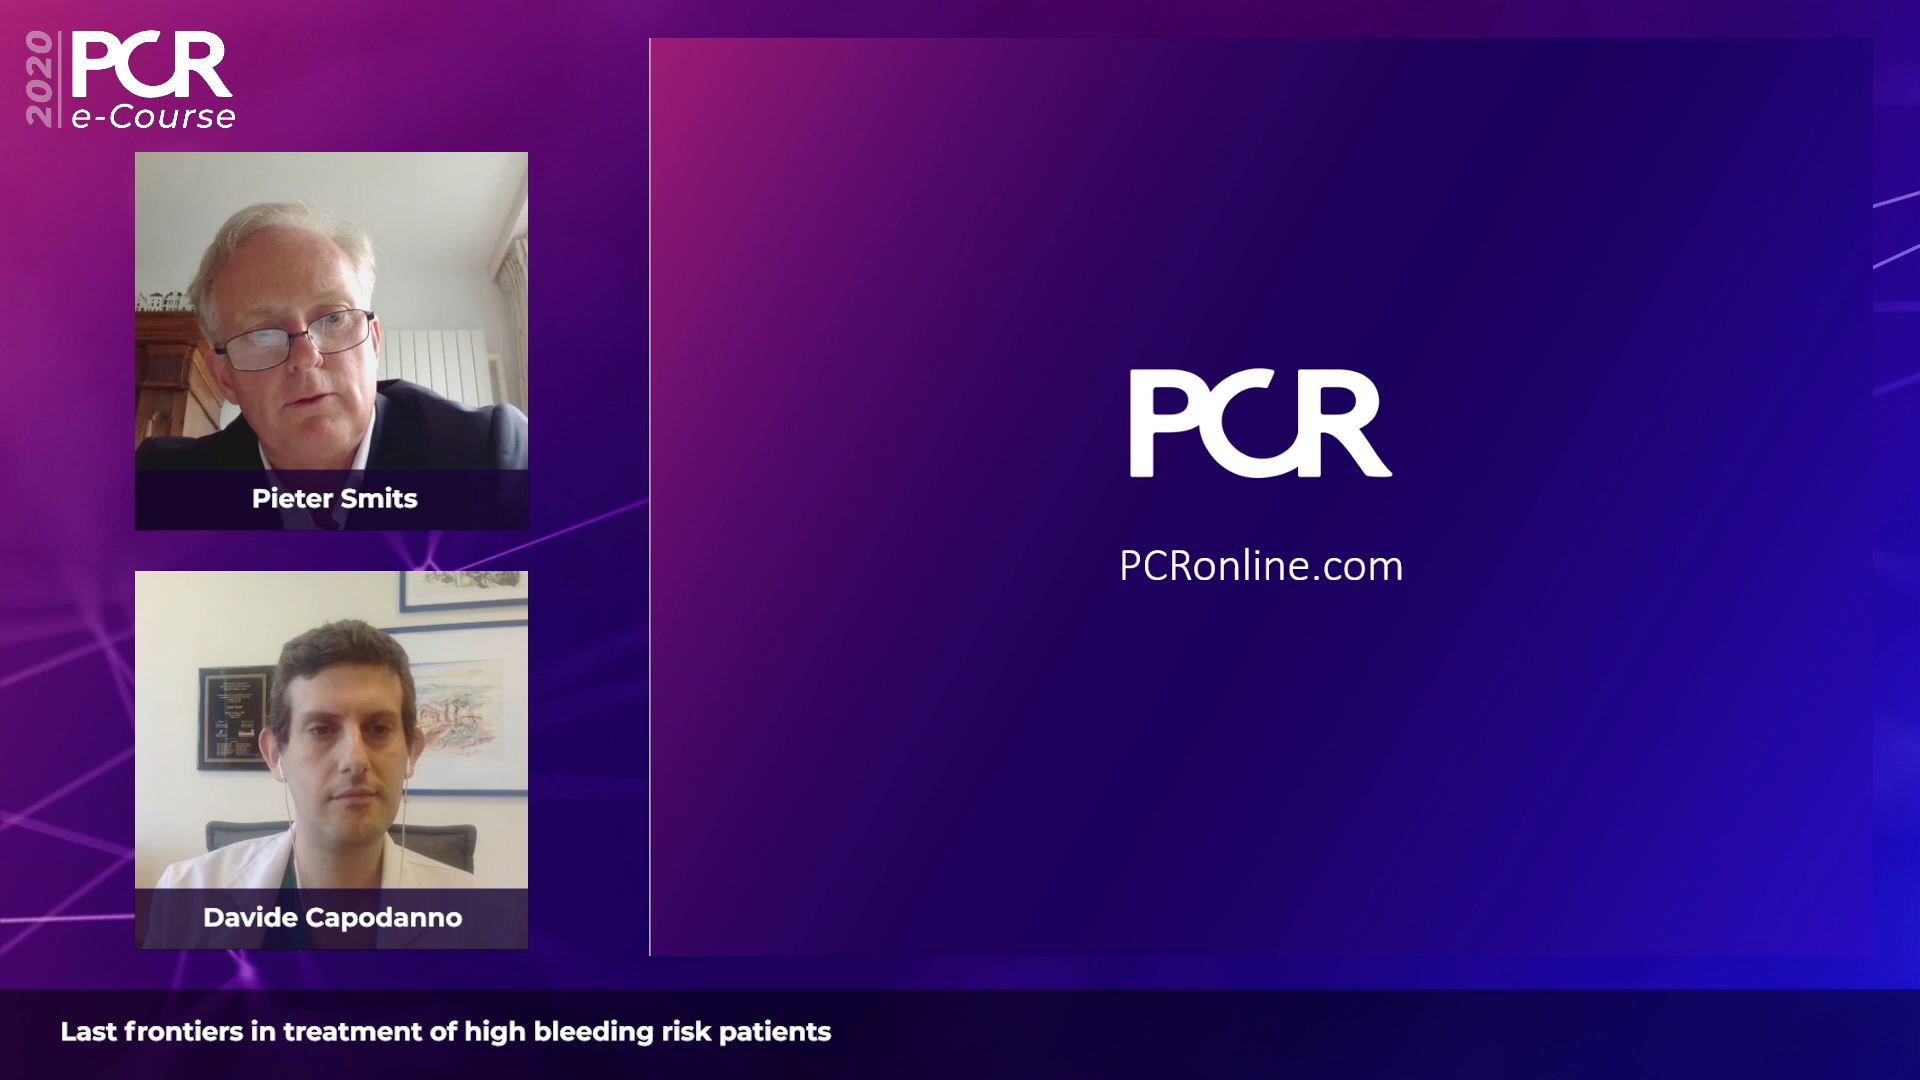 2020
PCR
e-Course
Pieter Smits
Davide Capodanno
PCR
PCRonline.com
Last frontiers in treatment of high bleeding risk patients